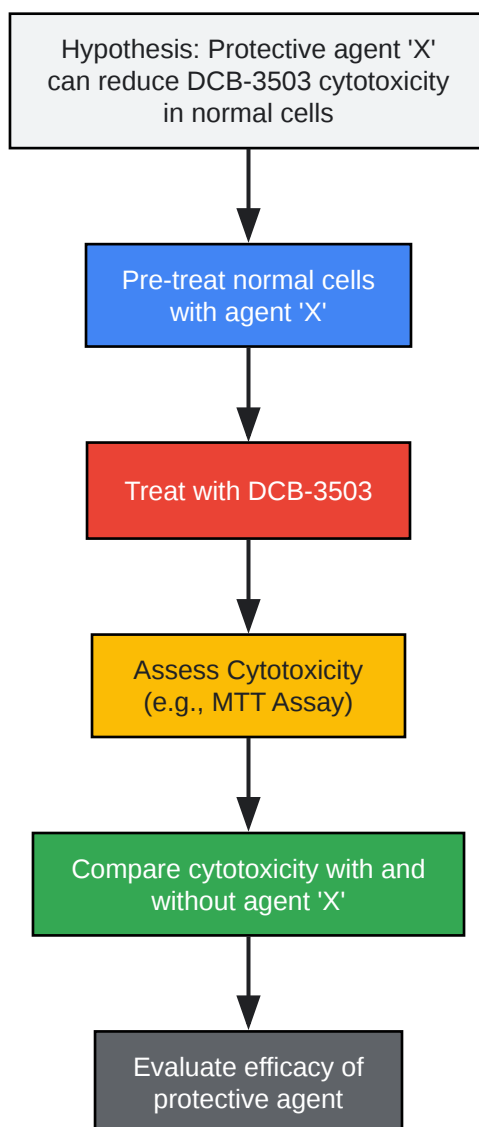 Hypothesis: Protective agent 'X'
can reduce DCB-3503 cytotoxicity
in normal cells
Pre-treat normal cells
with agent 'X'
Treat with DCB-3503
Assess Cytotoxicity
(e.g., MTT Assay)
Compare cytotoxicity with and
without agent 'X'
Evaluate efficacy of
protective agent